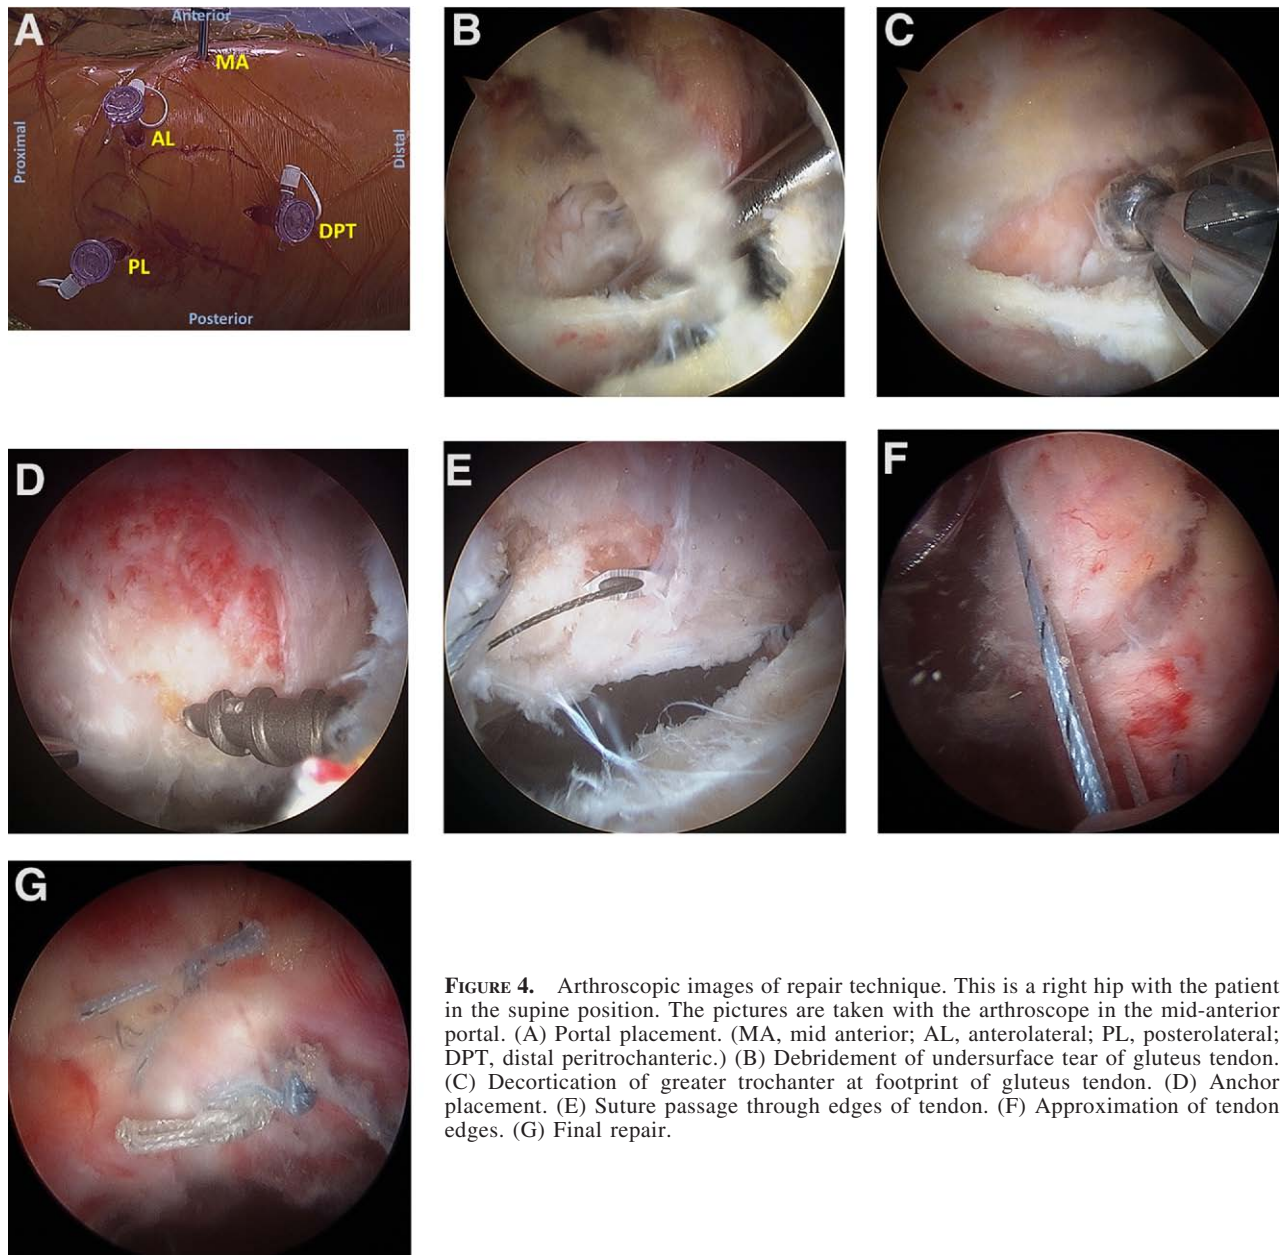 A
Anterior
MA
AL
Proximal
Distal
DPT
PL
Posterior
B
C
D
E
F
G
FIGURE 4. Arthroscopic images of repair technique. This is a right hip with the patient
in the supine position. The pictures are taken with the arthroscope in the mid-anterior
portal. (A) Portal placement. (MA, mid anterior; AL, anterolateral; PL, posterolateral;
DPT, distal peritrochanteric.) (B) Debridement of undersurface tear of gluteus tendon.
(C) Decortication of greater trochanter at footprint of gluteus tendon. (D) Anchor
placement. (E) Suture passage through edges of tendon. (F) Approximation of tendon
edges. (G) Final repair.